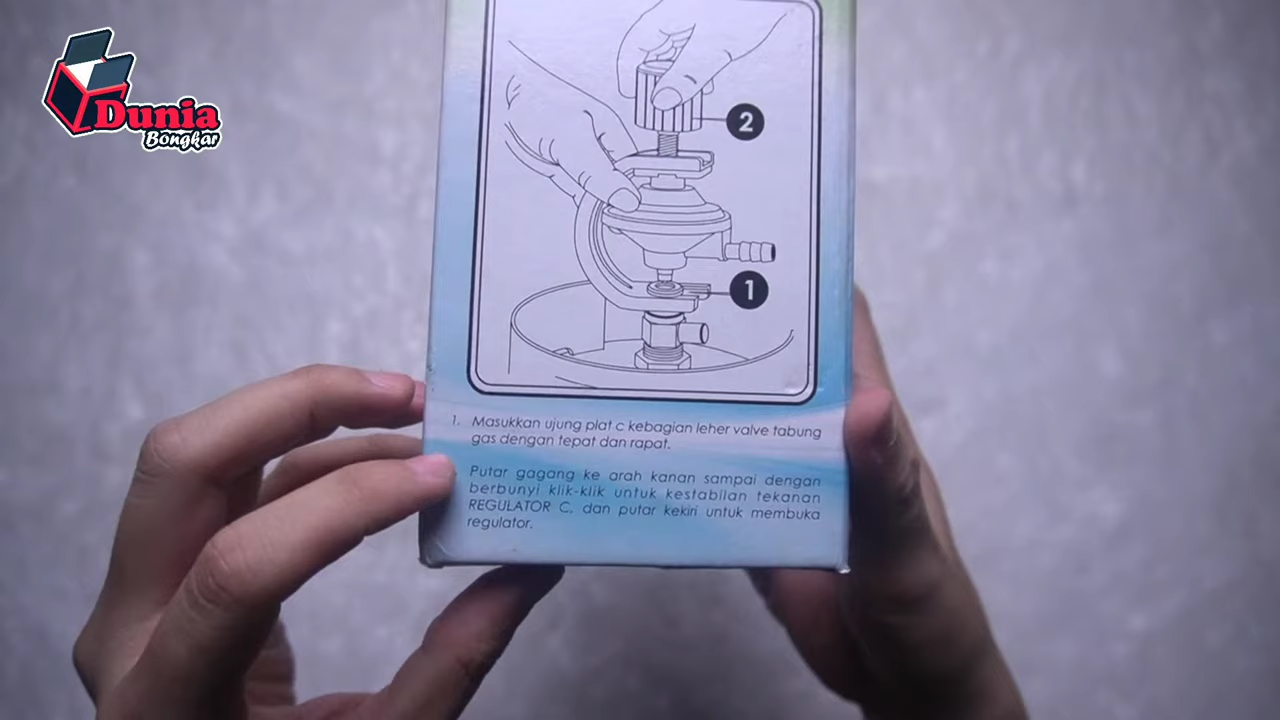 Dunia
Bongkar
2
1
1. Masukkan ujung plat c kebagian leher valve tabung
gas dengan tepat dan rapat.
Putar gagang ke arah kanan sampai dengan
berbunyi klik-klik untuk kestabilan tekanan
REGULATOR C, dan putar kekiri untuk membuka
regulator.